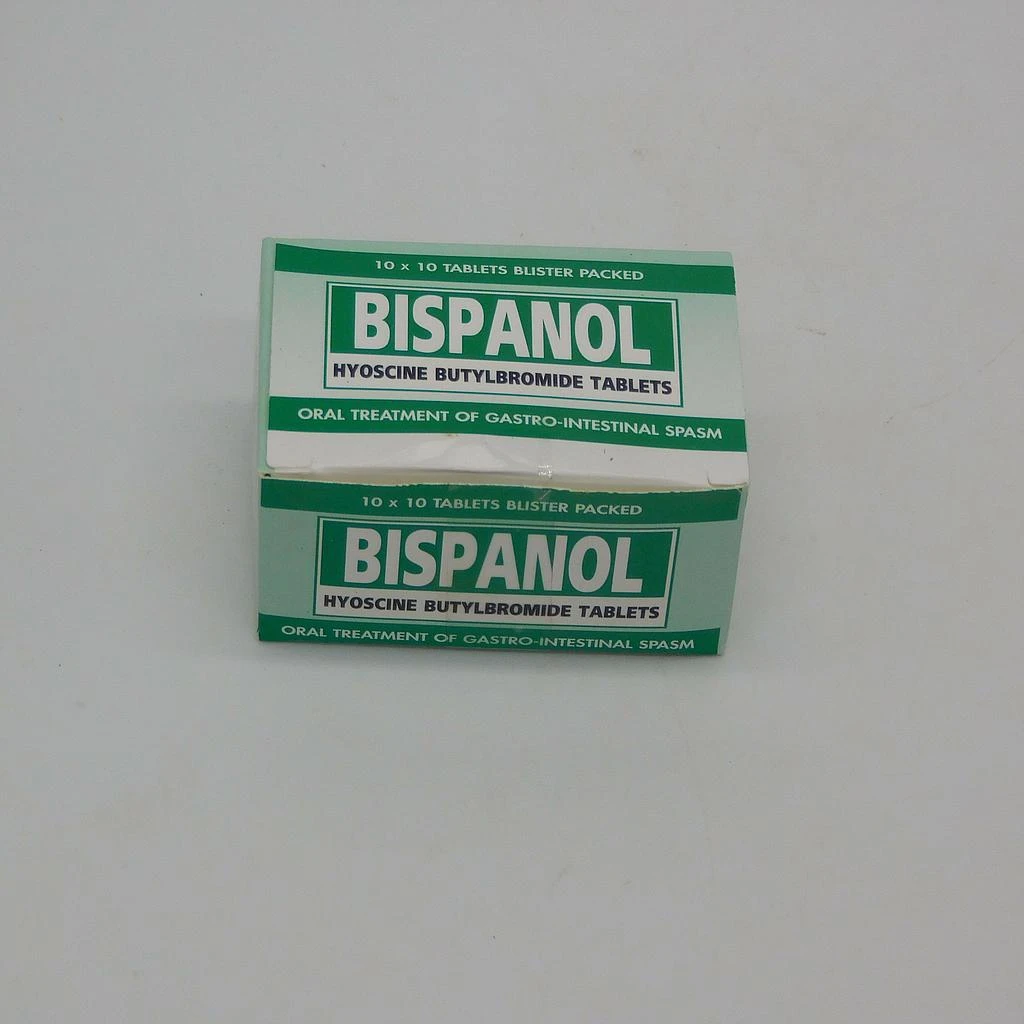 10 x 10 TABLETS BLISTER PACKED
BISPANOL
HYOSCINE BUTYLBROMIDE TABLETS
ORAL TREATMENT OF GASTRO-INTESTINAL SPASM
10 x 10 TABLETS BLISTER PACKED
BISPANOL
HYOSCINE BUTYLBROMIDE TABLETS
ORAL TREATMENT OF GASTRO-INTESTINAL SPASM